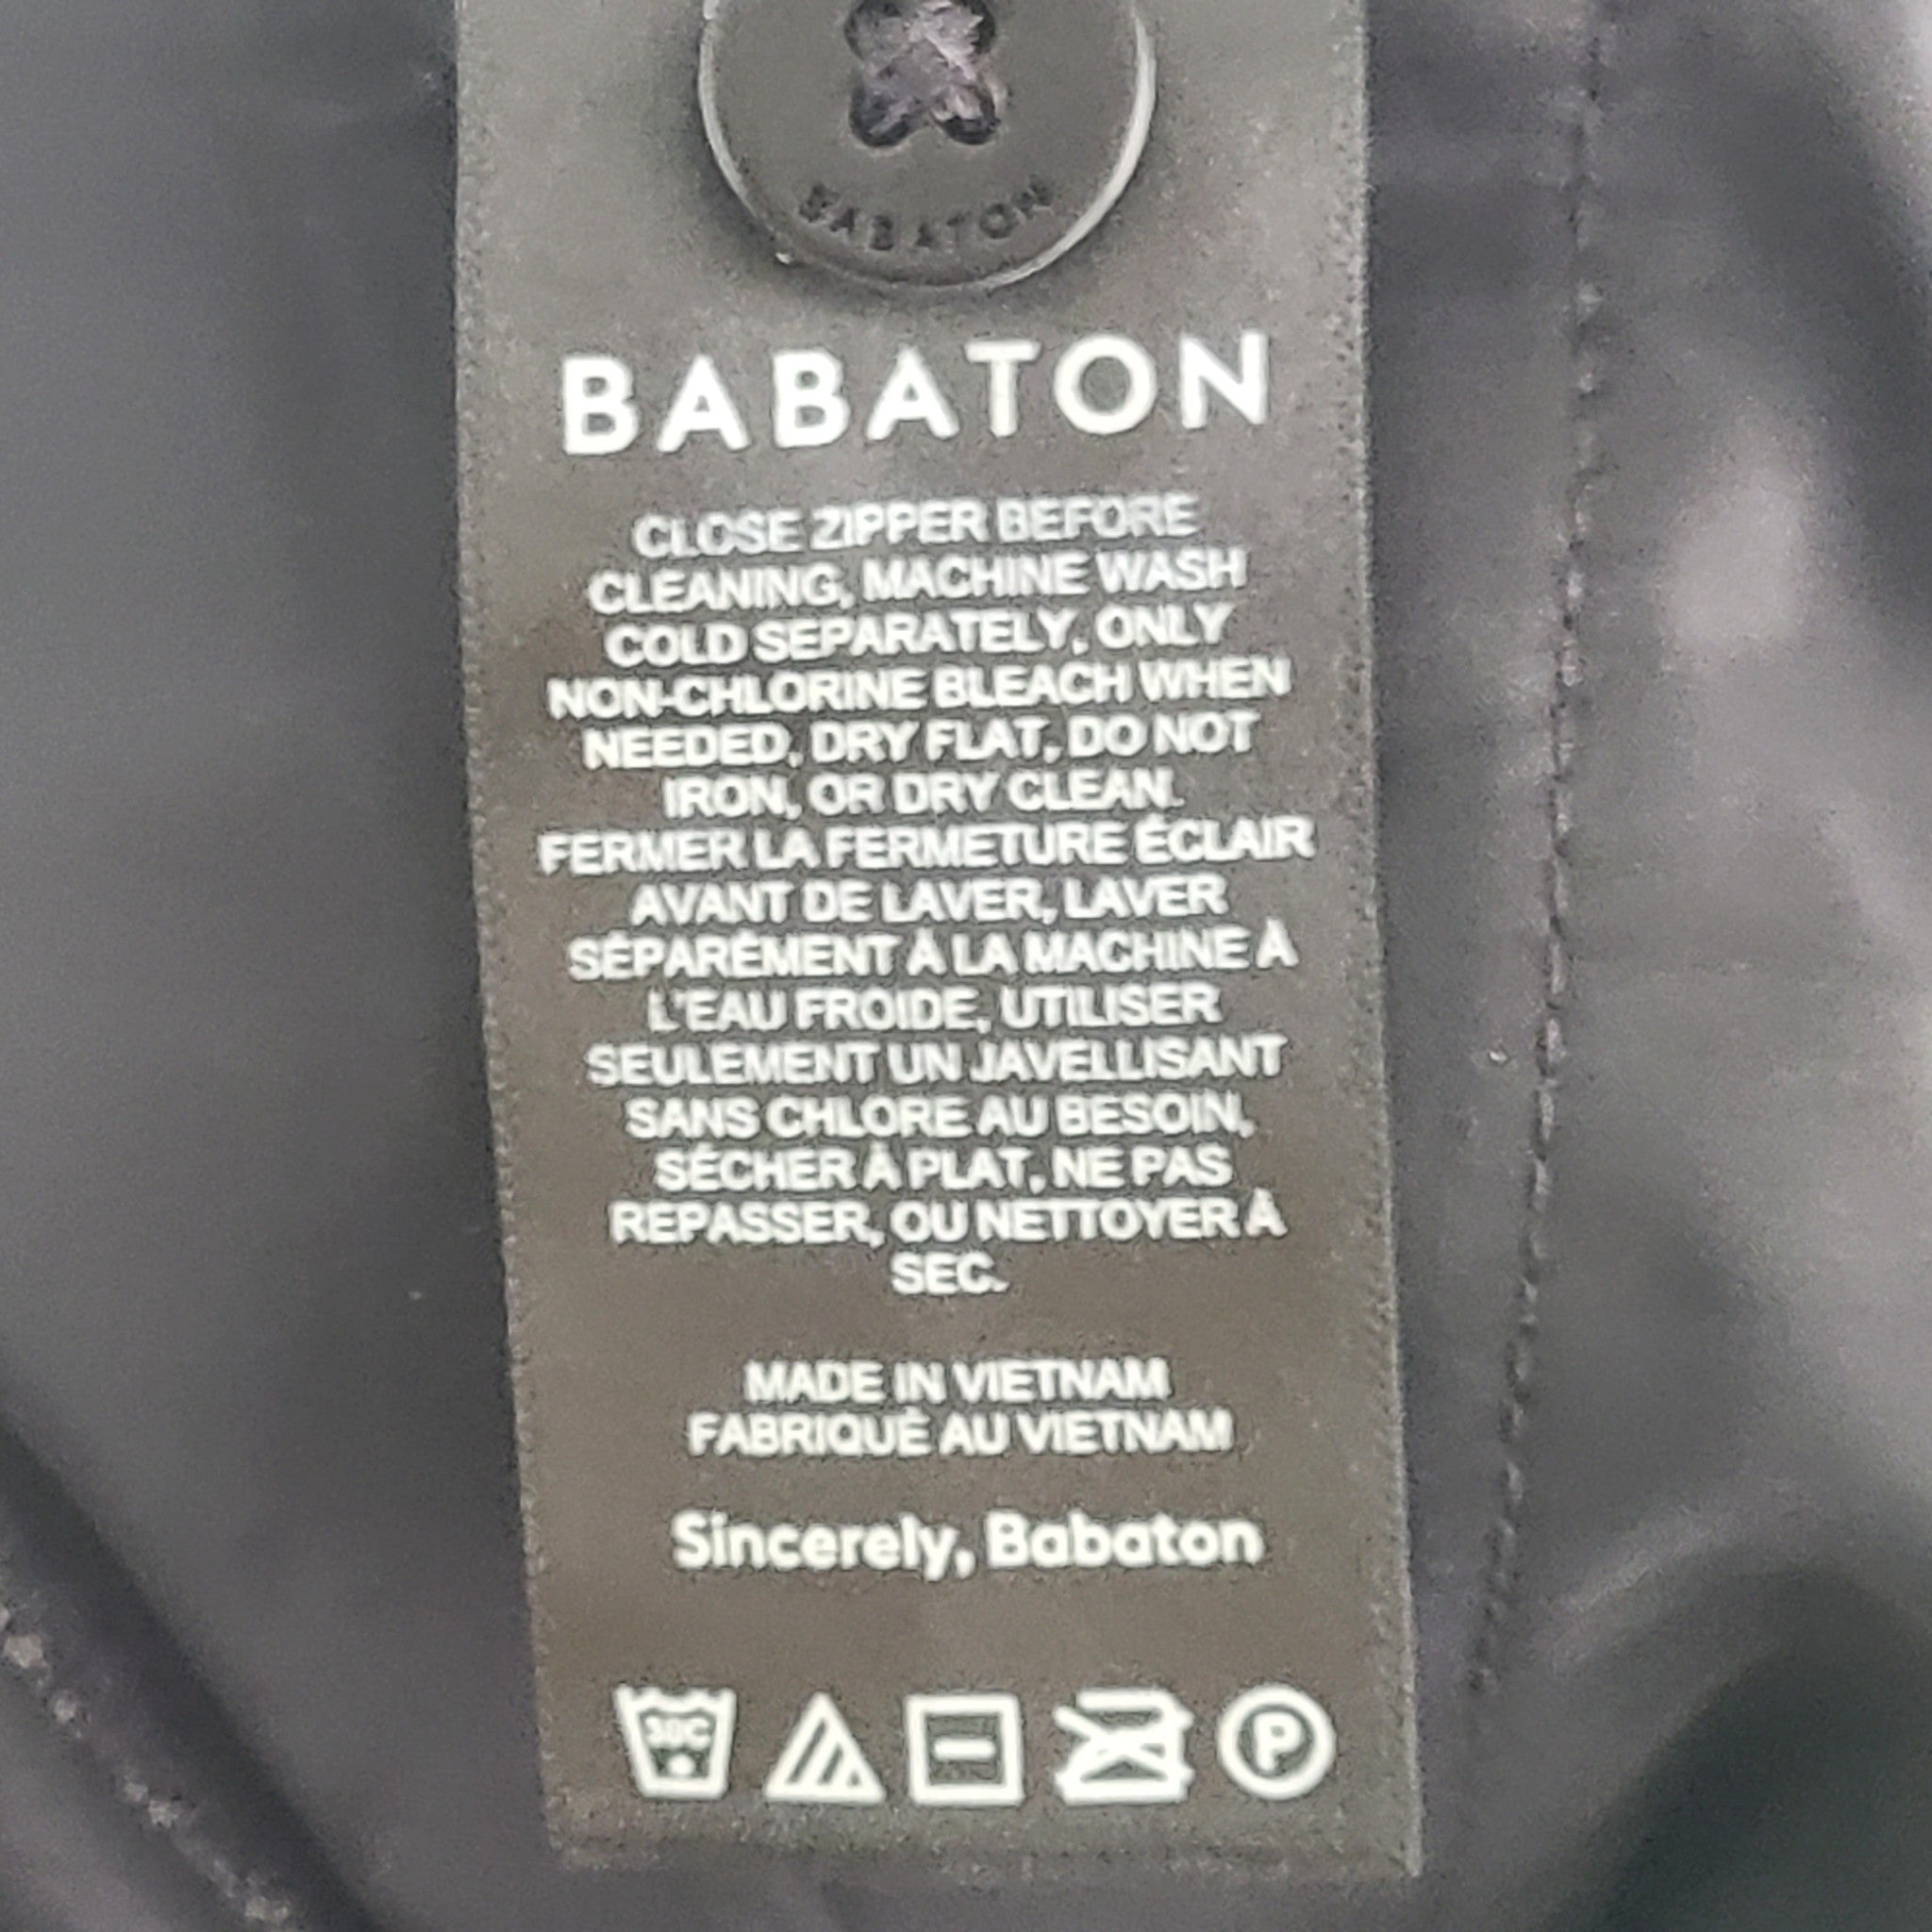 BABATON
BABATON
CLOSE ZIPPER BEFORE
CLEANING, MACHINE WASH
COLD SEPARATELY, ONLY
NON-CHLORINE BLEACH WHEN
NEEDED, DRY FLAT, DO NOT
IRON, OR DRY CLEAN.
FERMER LA FERMETURE ÉCLAIR
AVANT DE LAVER, LAVER
SÉPARÉMENT À LA MACHINE À
L'EAU FROIDE, UTILISER
SEULEMENT UN JAVELLISANT
SANS CHLORE AU BESOIN,
SÉCHER À PLAT, NE PAS
REPASSER, OU NETTOYER À
SEC.
MADE IN VIETNAM
FABRIQUÉ AU VIETNAM
Sincerely, Babaton
30C P